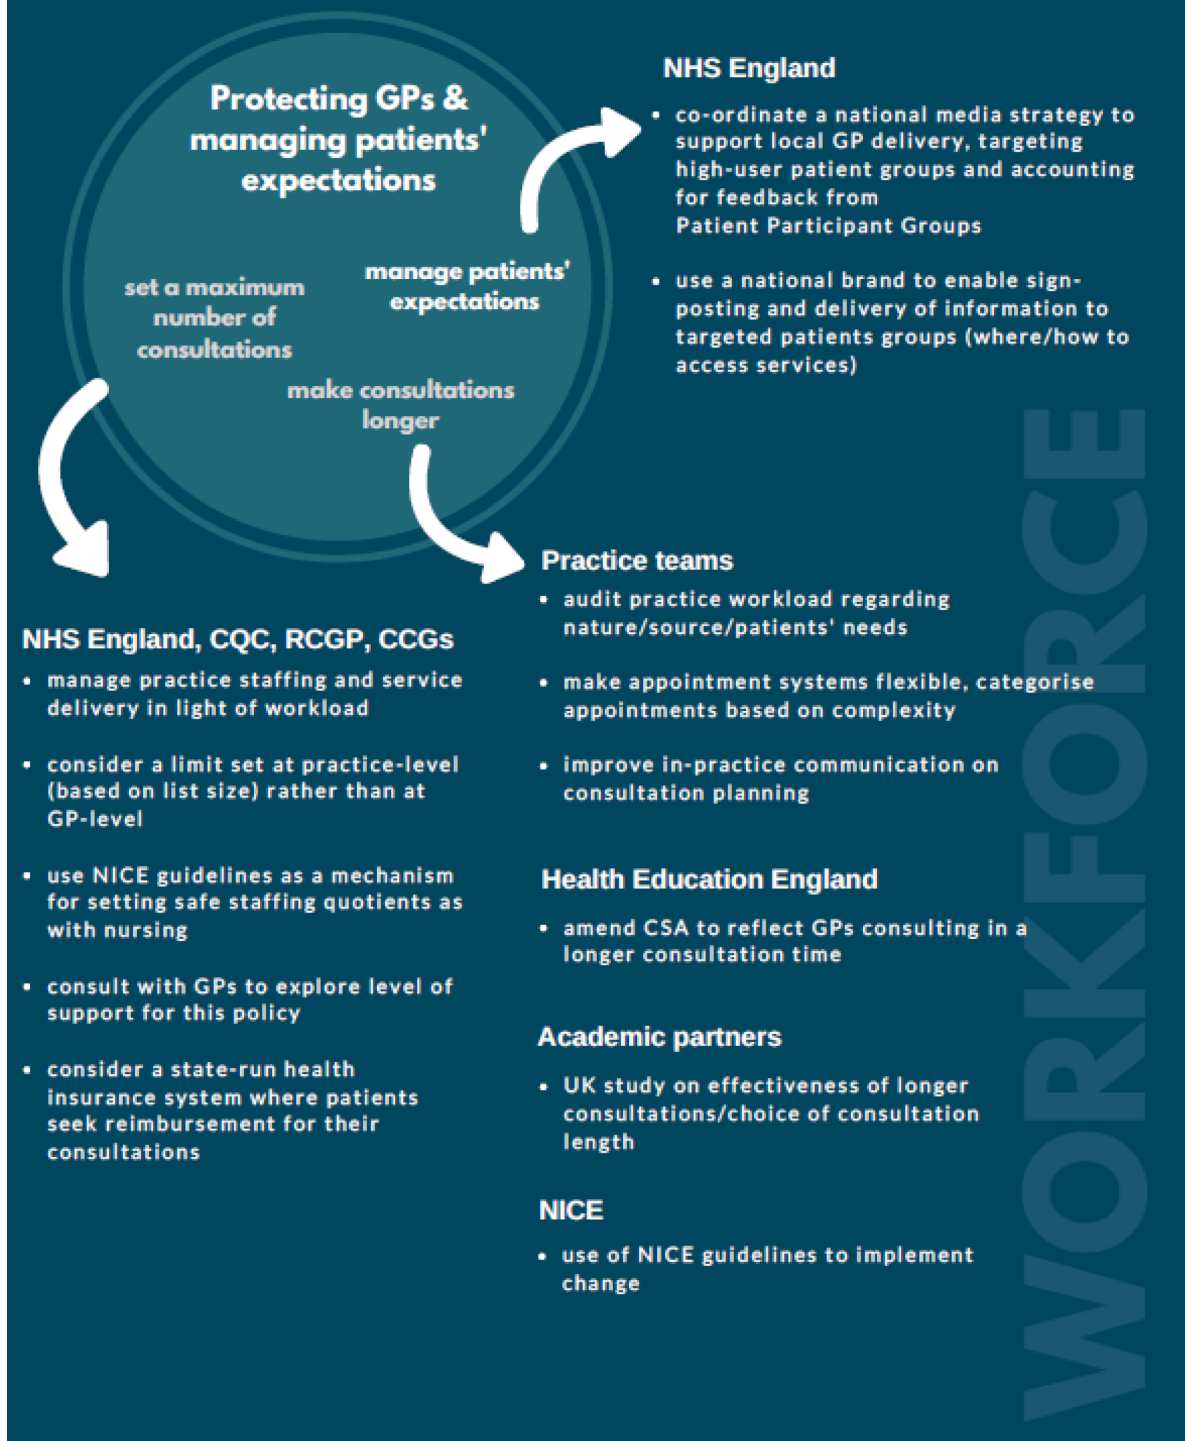 Protecting GPs &
managing patients'
expectations
set a maximum
number of
consultations
manage patients'
expectations
make consultations
longer
NHS England
• co-ordinate a national media strategy to
support local GP delivery, targeting
high-user patient groups and accounting
for feedback from
Patient Participant Groups
• use a national brand to enable sign-
posting and delivery of information to
targeted patients groups (where/how to
access services)
NHS England, CQC, RCGP, CCGs
• manage practice staffing and service
delivery in light of workload
• consider a limit set at practice-level
(based on list size) rather than at
GP-level
• use NICE guidelines as a mechanism
for setting safe staffing quotients as
with nursing
• consult with GPs to explore level of
support for this policy
• consider a state-run health
insurance system where patients
seek reimbursement for their
consultations
Practice teams
• audit practice workload regarding
nature/source/patients' needs
• make appointment systems flexible, categorise
appointments based on complexity
• improve in-practice communication on
consultation planning
Health Education England
• amend CSA to reflect GPs consulting in a
longer consultation time
Academic partners
• UK study on effectiveness of longer
consultations/choice of consultation
length
NICE
• use of NICE guidelines to implement
change
WORKFORCE